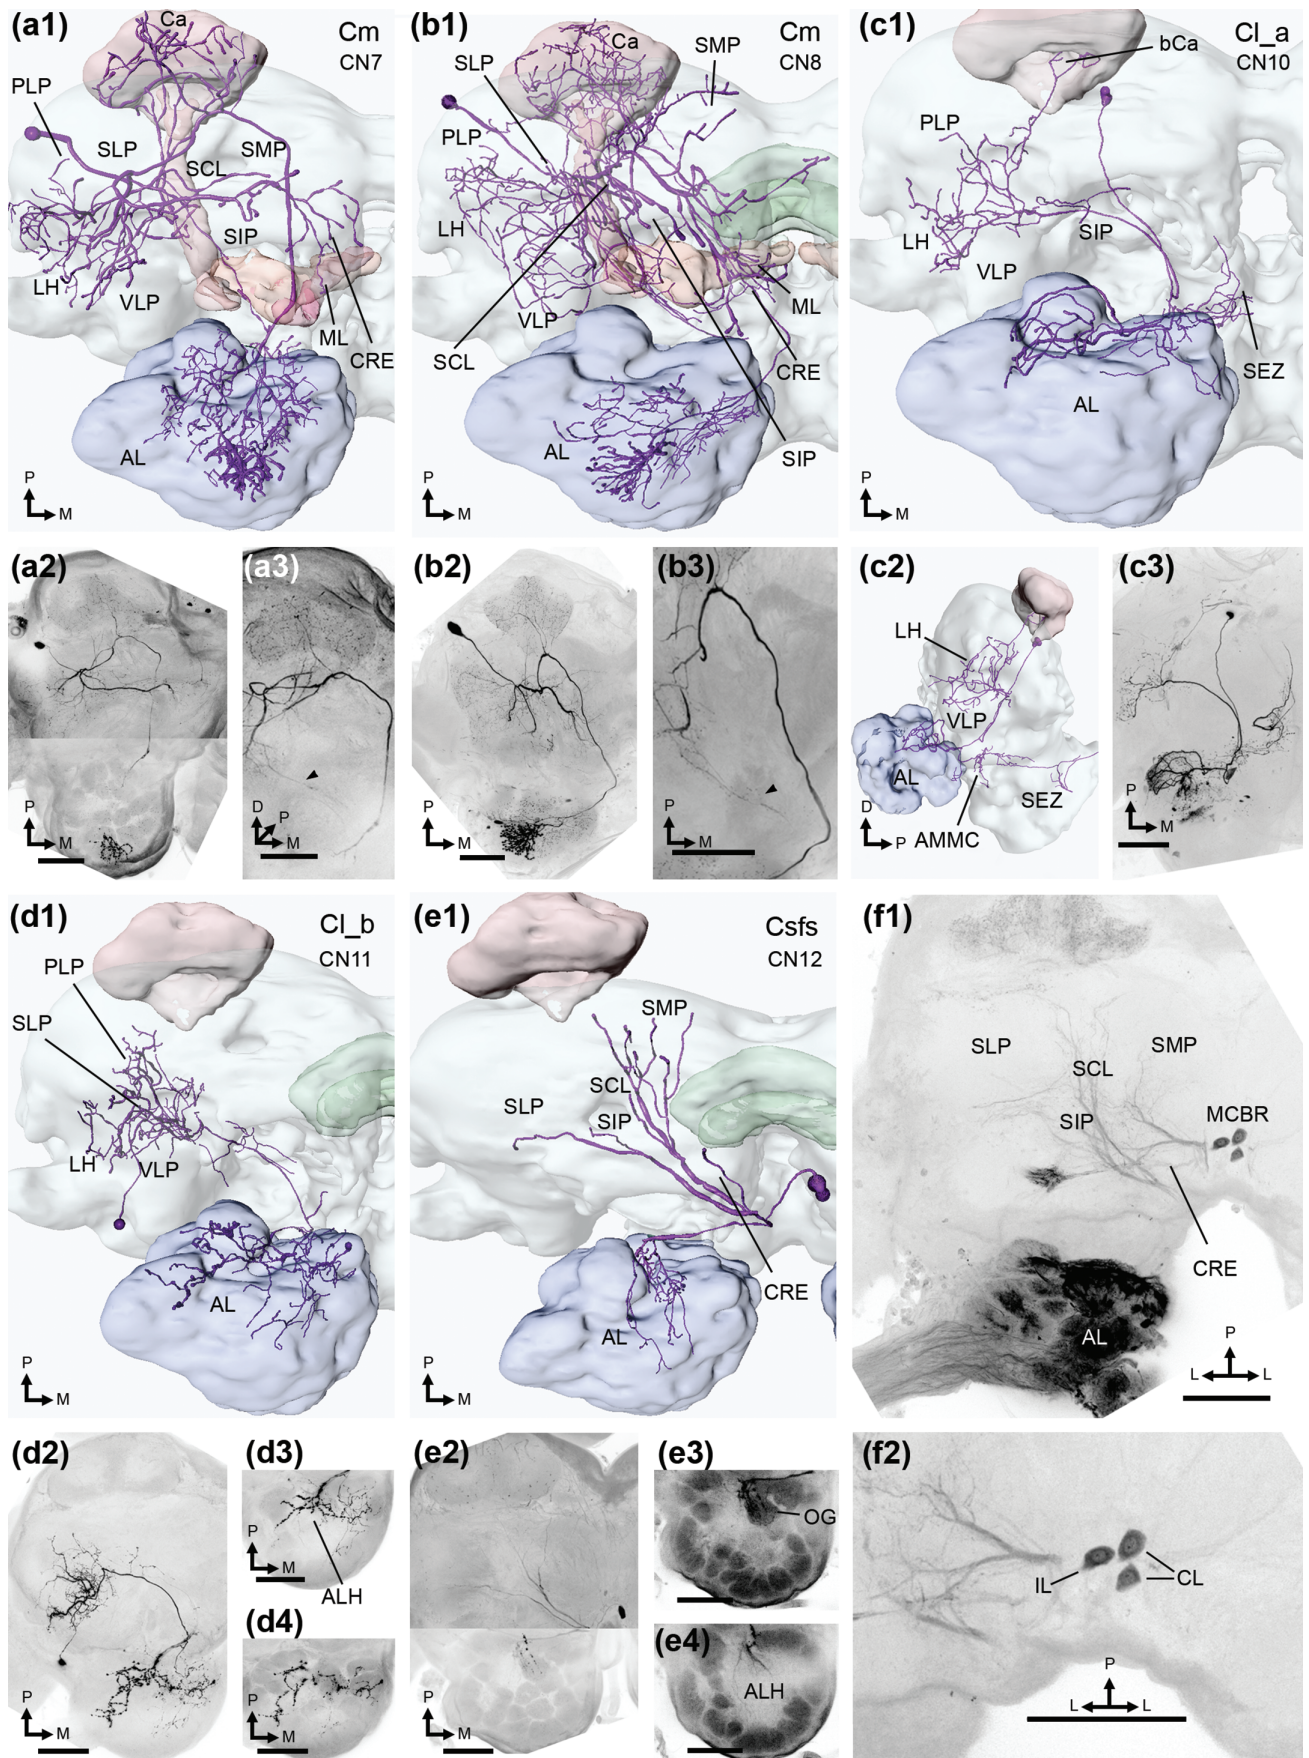 (a1)
Cm
CN7
Ca
PLP
SLP
SCL
SMP
SIP
LH
VLP
ML
CRE
AL
P
M
(b1)
Cm
CN8
Ca
SMP
SLP
PLP
LH
VLP
SCL
ML
CRE
SIP
AL
P
M
(c1)
Cl_a
CN10
bCa
PLP
LH
SIP
VLP
SEZ
AL
P
M
(a2)
P
M
(a3)
D
P
M
(b2)
P
M
(b3)
P
M
(c2)
LH
VLP
AL
SEZ
AMMC
D
P
(c3)
P
M
(d1)
Cl_b
CN11
PLP
SLP
LH
VLP
AL
P
M
(e1)
Csfs
CN12
SMP
SCL
SLP
SIP
CRE
AL
P
M
(f1)
SLP
SMP
SCL
SIP
MCBR
CRE
AL
P
L
L
(d2)
P
M
(d3)
P
M
ALH
(d4)
P
M
(e2)
P
M
(e3)
OG
(e4)
ALH
(f2)
IL
CL
P
L
L